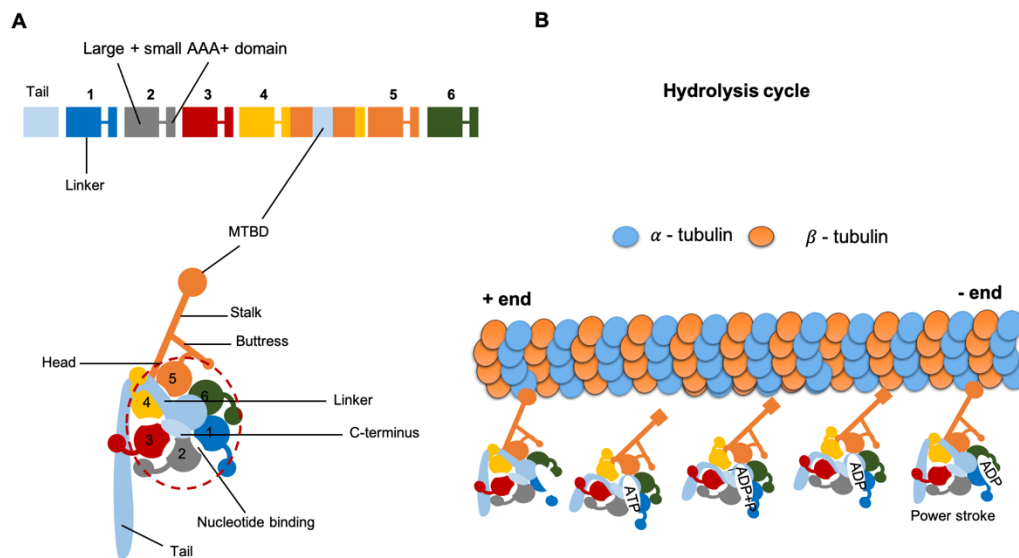 A
Large + small AAA+ domain
Tail
1
2
3
4
5
6
Linker
MTBD
Stalk
Buttress
Head
5
4
6
Linker
3
1
C-terminus
2
Nucleotide binding
Tail
B
Hydrolysis cycle
α - tubulin
β - tubulin
+ end
- end
ATP
ADP+P
ADP
ADP
Power stroke